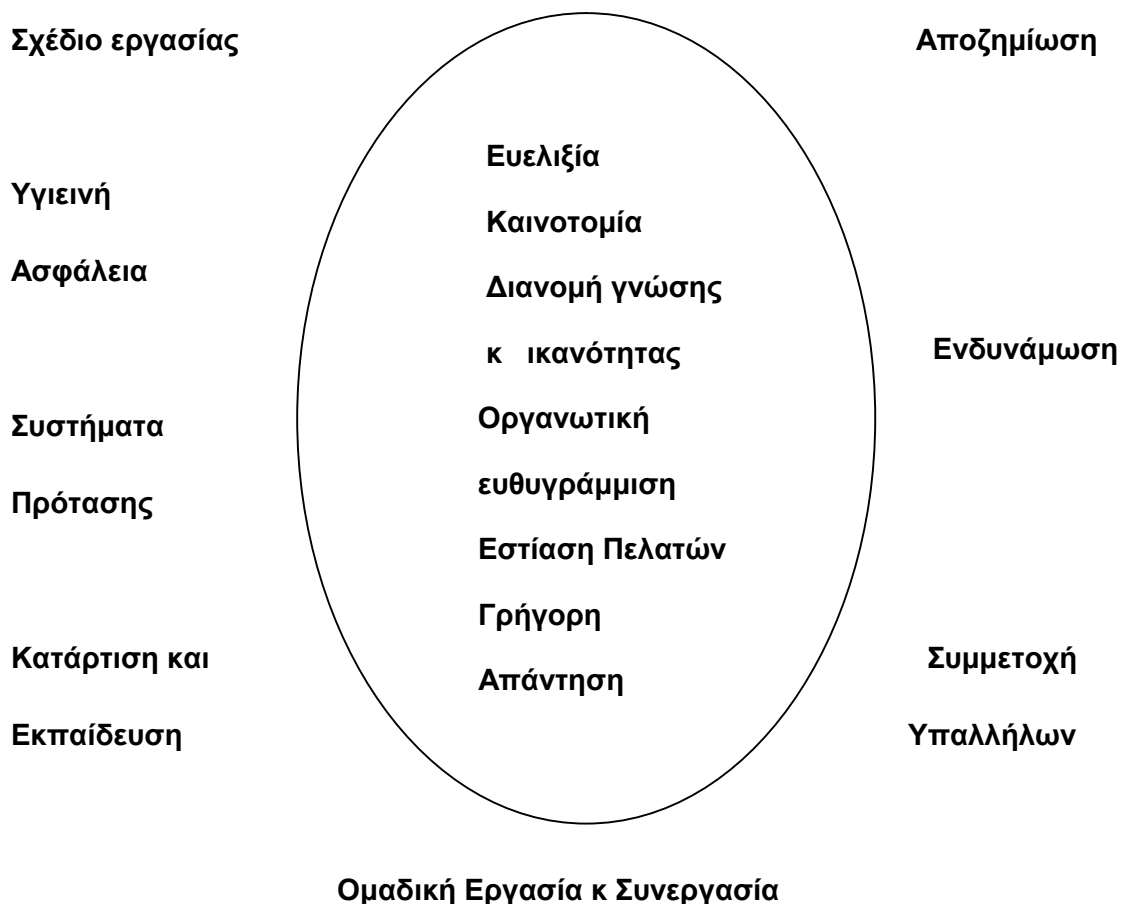 Σχέδιο εργασίας
Αποζημίωση
Ευελιξία
Υγιεινή
Καινοτομία
Ασφάλεια
Διανομή γνώσης
κ ικανότητας
Ενδυνάμωση
Συστήματα
Οργανωτική
Πρότασης
ευθυγράμμιση
Εστίαση Πελατών
Γρήγορη
Κατάρτιση και
Συμμετοχή
Απάντηση
Εκπαίδευση
Υπαλλήλων
Ομαδική Εργασία κ Συνεργασία